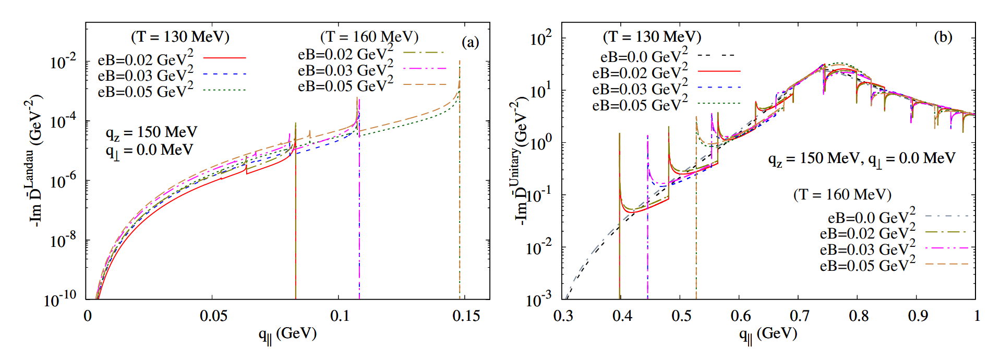 (T = 130 MeV)
eB=0.02 GeV²
eB=0.03 GeV²
eB=0.05 GeV²
(T = 160 MeV)
eB=0.02 GeV²
eB=0.03 GeV²
eB=0.05 GeV²
(a)
q_z = 150 MeV
q_⊥ = 0.0 MeV
-Im D̄^Landau (GeV^-2)
10^-2
10^-4
10^-6
10^-8
10^-10
0 0.05 0.1 0.15
q_∥ (GeV)
(T = 130 MeV)
eB=0.0 GeV²
eB=0.02 GeV²
eB=0.03 GeV²
eB=0.05 GeV²
(b)
q_z = 150 MeV, q_⊥ = 0.0 MeV
(T = 160 MeV)
eB=0.0 GeV²
eB=0.02 GeV²
eB=0.03 GeV²
eB=0.05 GeV²
-Im D̄^Unitary (GeV^-2)
10^2
10^1
10^0
10^-1
10^-2
10^-3
0.3 0.4 0.5 0.6 0.7 0.8 0.9 1
q_∥ (GeV)